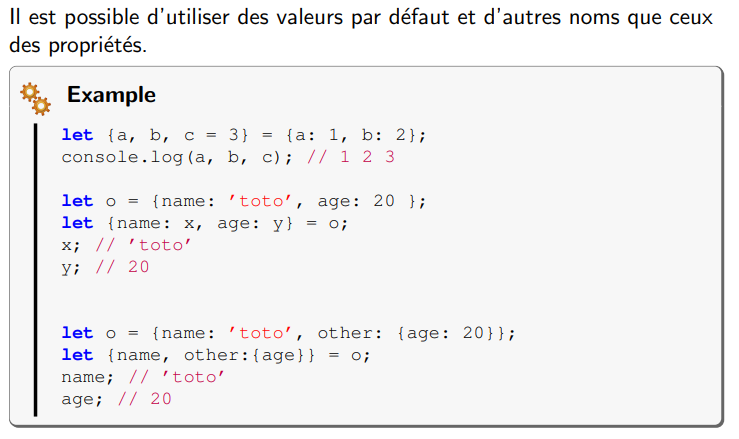 Il est possible d'utiliser des valeurs par défaut et d'autres noms que ceux
des propriétés.
Example
let {a, b, c = 3} = {a: 1, b: 2};
console.log(a, b, c); // 1 2 3
let o = {name: 'toto', age: 20 };
let {name: x, age: y} = o;
x; // 'toto'
y; // 20
let o = {name: 'toto', other: {age: 20}};
let {name, other:{age}} = o;
name; // 'toto'
age; // 20